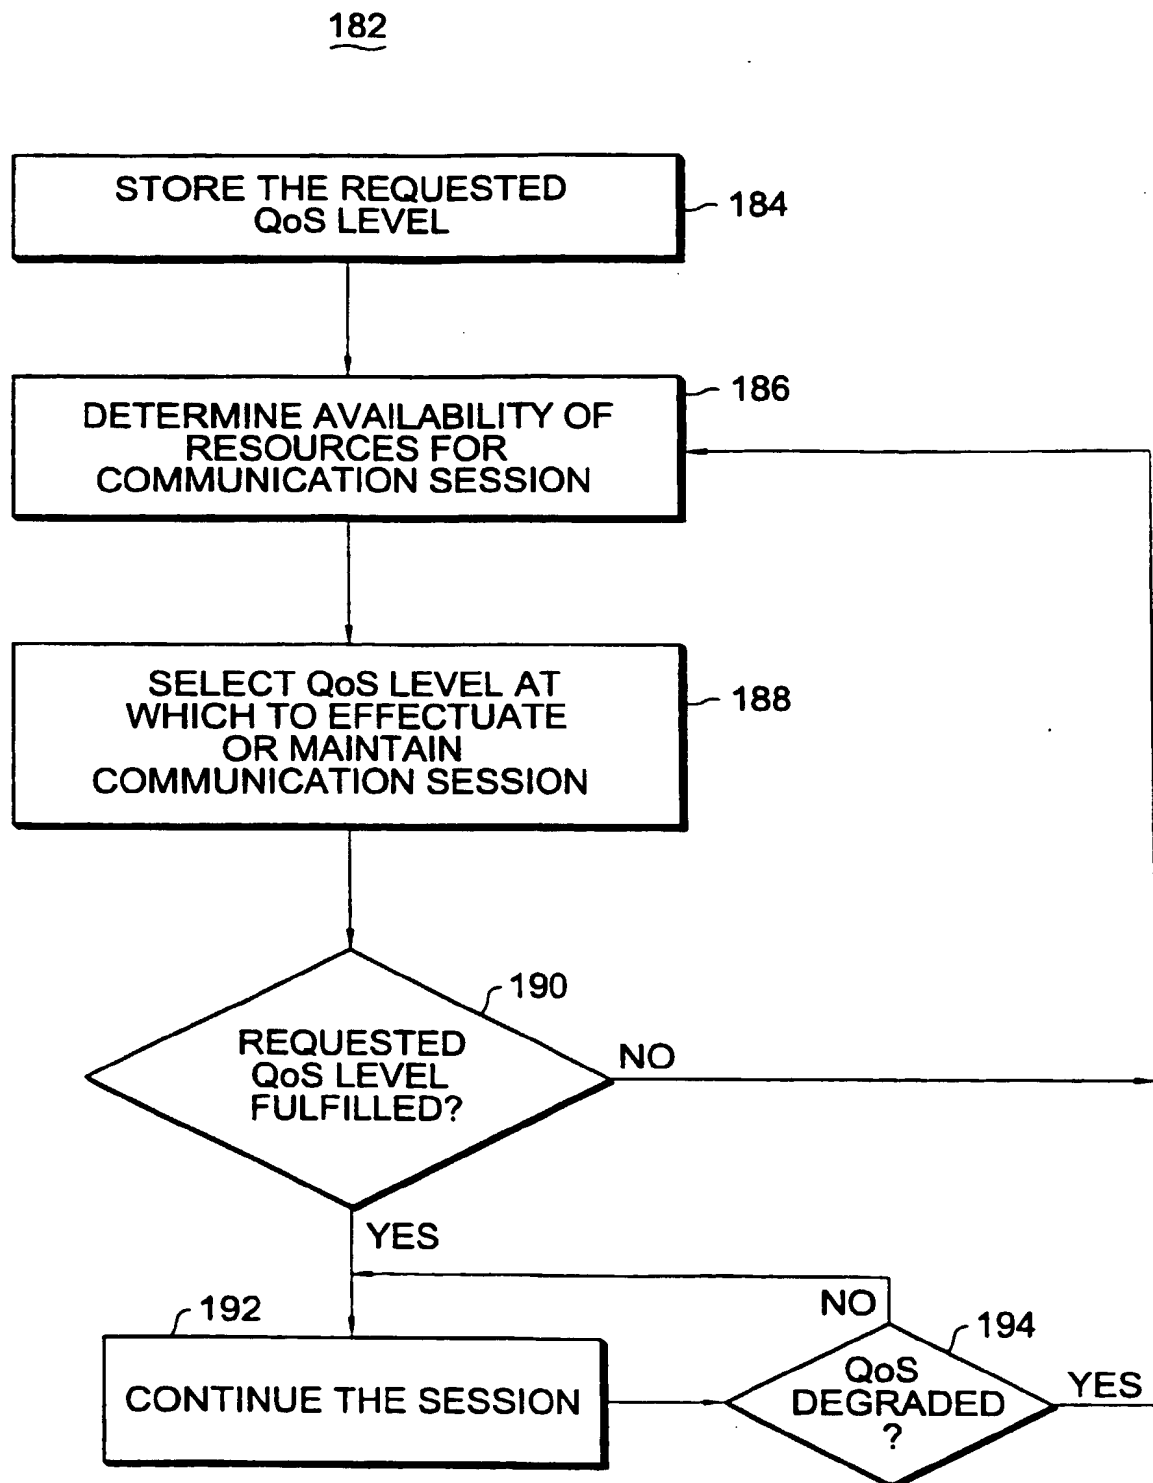 182
STORE THE REQUESTED
QoS LEVEL
184
DETERMINE AVAILABILITY OF
RESOURCES FOR
COMMUNICATION SESSION
186
SELECT QoS LEVEL AT
WHICH TO EFFECTUATE
OR MAINTAIN
COMMUNICATION SESSION
188
190
REQUESTED
QoS LEVEL
FULFILLED?
NO
YES
192
CONTINUE THE SESSION
NO
194
QoS
DEGRADED
?
YES